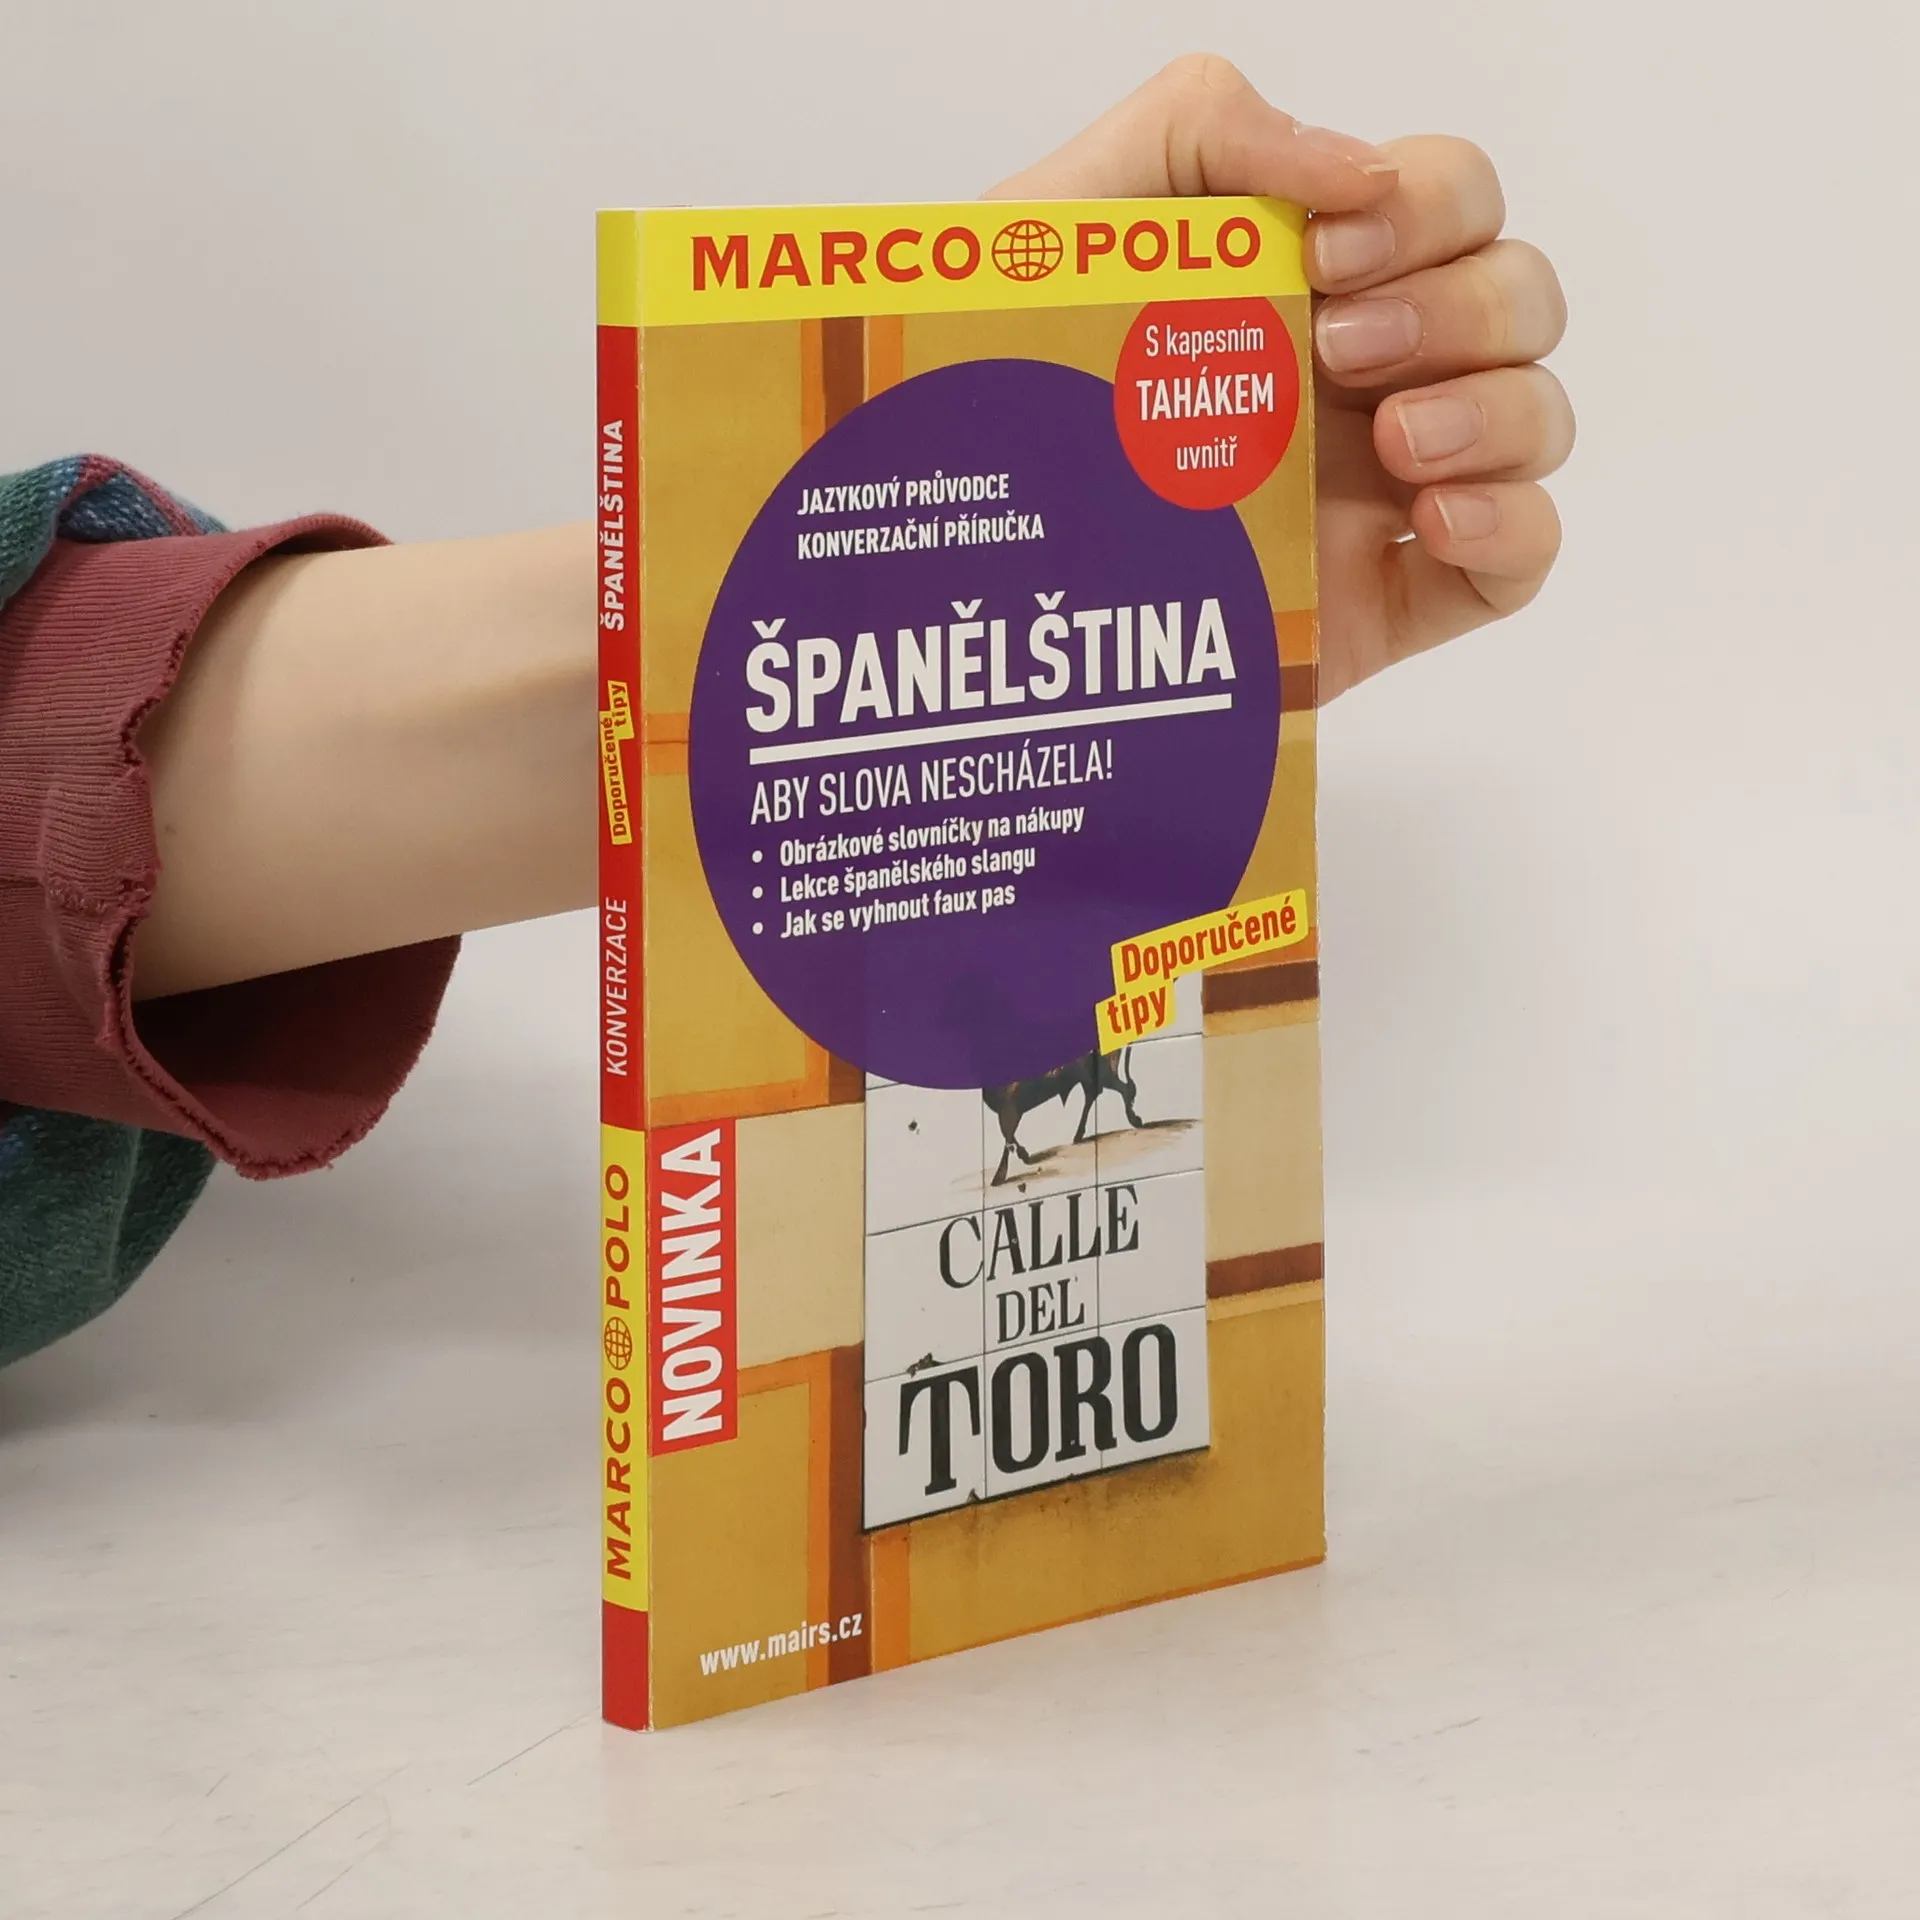 MARCO POLO
S kapesním
TAHÁKEM
uvnitř
JAZYKOVÝ PRŮVODCE
KONVERZAČNÍ PŘÍRUČKA
ŠPANĚLŠTINA
ABY SLOVA NESCHÁZELA!
• Obrázkové slovníčky na nákupy
• Lekce španělského slangu
• Jak se vyhnout faux pas
Doporučené
tipy
CALLE
DEL
TORO
NOVINKA
www.mairs.cz
ŠPANĚLŠTINA
Doporučené
tipy
KONVERZACE
MARCO POLO